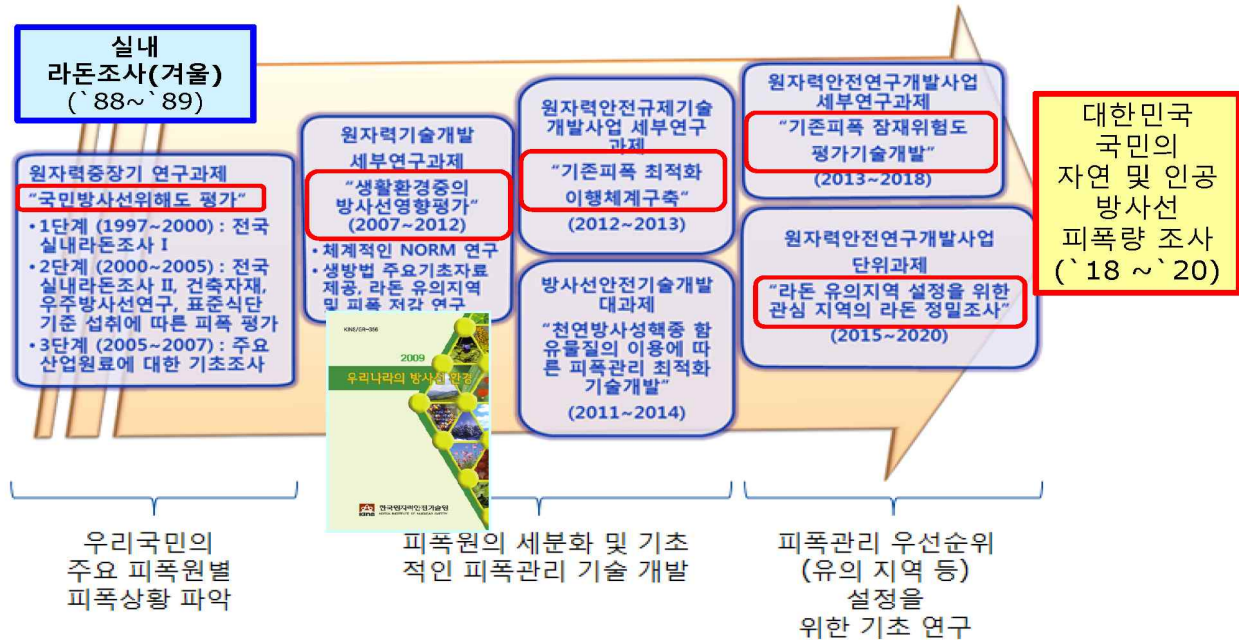 실내
라돈조사(겨울)
(`88~`89)
원자력중장기 연구과제
“국민방사선위해도 평가”
• 1단계 (1997~2000) : 전국
실내라돈조사 I
• 2단계 (2000~2005) : 전국
실내라돈조사 II, 건축자재,
우주방사선연구, 표준식단
기준 섭취에 따른 피폭 평가
• 3단계 (2005~2007) : 주요
산업원료에 대한 기초조사
원자력기술개발
세부연구과제
“생활환경중의
방사선영향평가”
(2007~2012)
• 체계적인 NORM 연구
• 생방법 주요기초자료
제공, 라돈 유의지역
및 피폭 저감 연구
KINS/GR-396
2009
우리나라의 방사선 환경
KINS 한국원자력안전기술원
KOREA INSTITUTE OF NUCLEAR SAFETY
원자력안전규제기술
개발사업 세부연구
과제
“기존피폭 최적화
이행체계구축”
(2012~2013)
방사선안전기술개발
대과제
“천연방사성핵종 함
유물질의 이용에 따
른 피폭관리 최적화
기술개발”
(2011~2014)
원자력안전연구개발사업
세부연구과제
“기존피폭 잠재위험도
평가기술개발”
(2013~2018)
원자력안전연구개발사업
단위과제
“라돈 유의지역 설정을 위한
관심 지역의 라돈 정밀조사”
(2015~2020)
대한민국
국민의
자연 및 인공
방사선
피폭량 조사
(`18 ~`20)
우리국민의
주요 피폭원별
피폭상황 파악
피폭원의 세분화 및 기초
적인 피폭관리 기술 개발
피폭관리 우선순위
(유의 지역 등)
설정을
위한 기초 연구